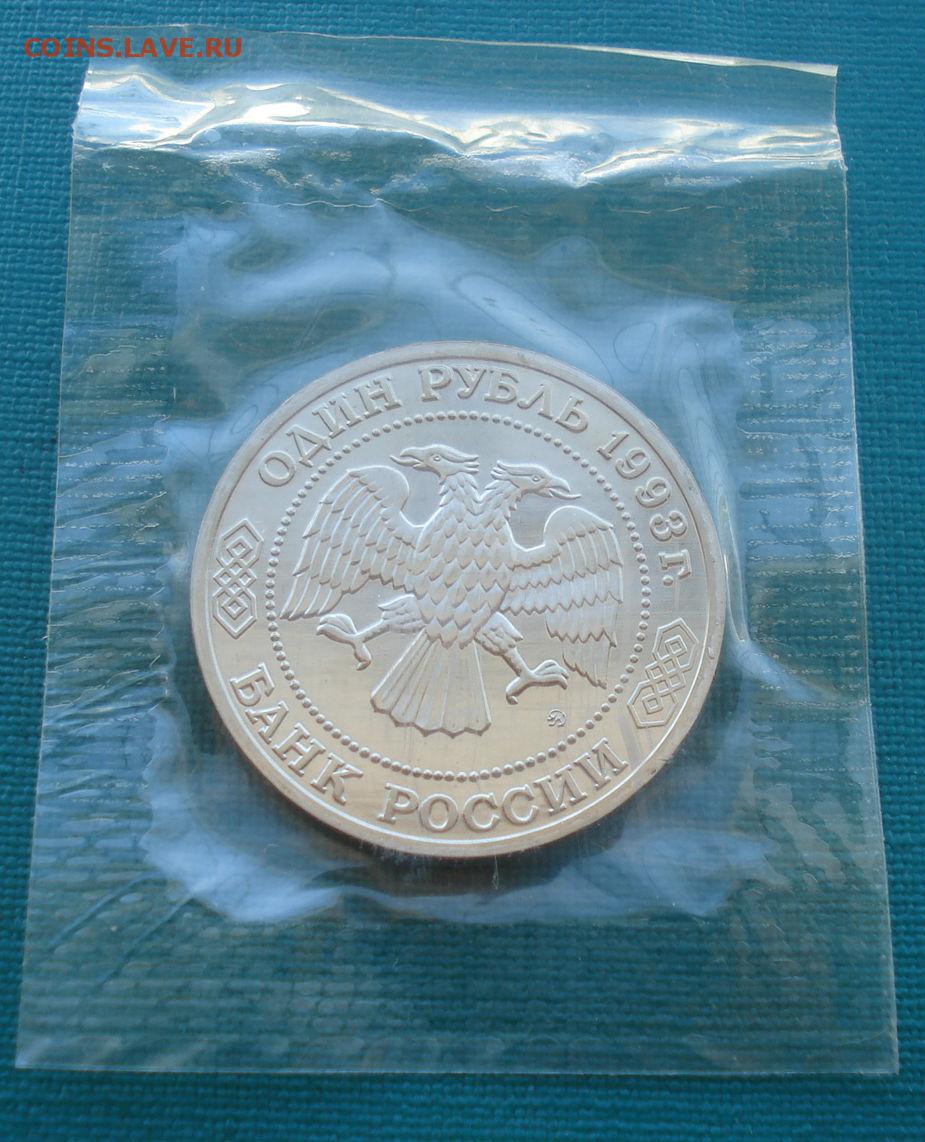 COINS.LAVE.RU
ОДИН РУБЛЬ 1993 г.
БАНК РОССИИ